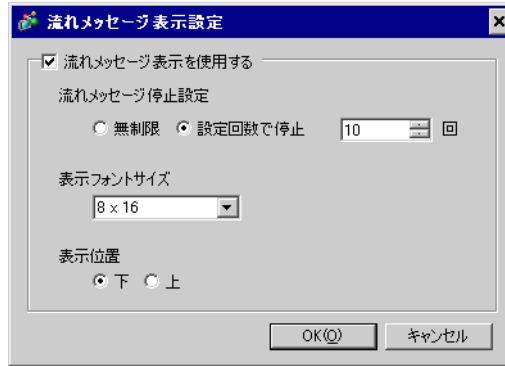 流れメッセージ表示設定
流れメッセージ表示を使用する
流れメッセージ停止設定
無制限 設定回数で停止 10 回
表示フォントサイズ
8 x 16
表示位置
下 上
OK(O) キャンセル